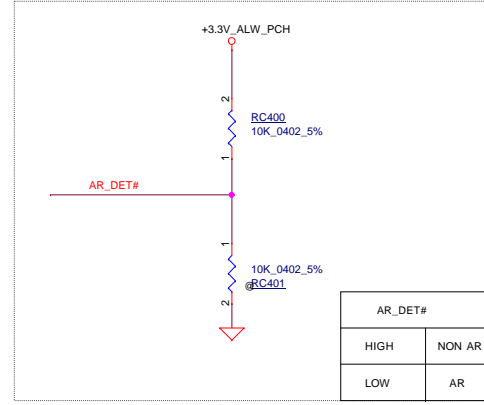 +3.3V_ALW_PCH
2
RC400
10K_0402_5%
1
AR_DET#
1
10K_0402_5%
@RC401
2
AR_DET#
HIGH NON AR
LOW AR